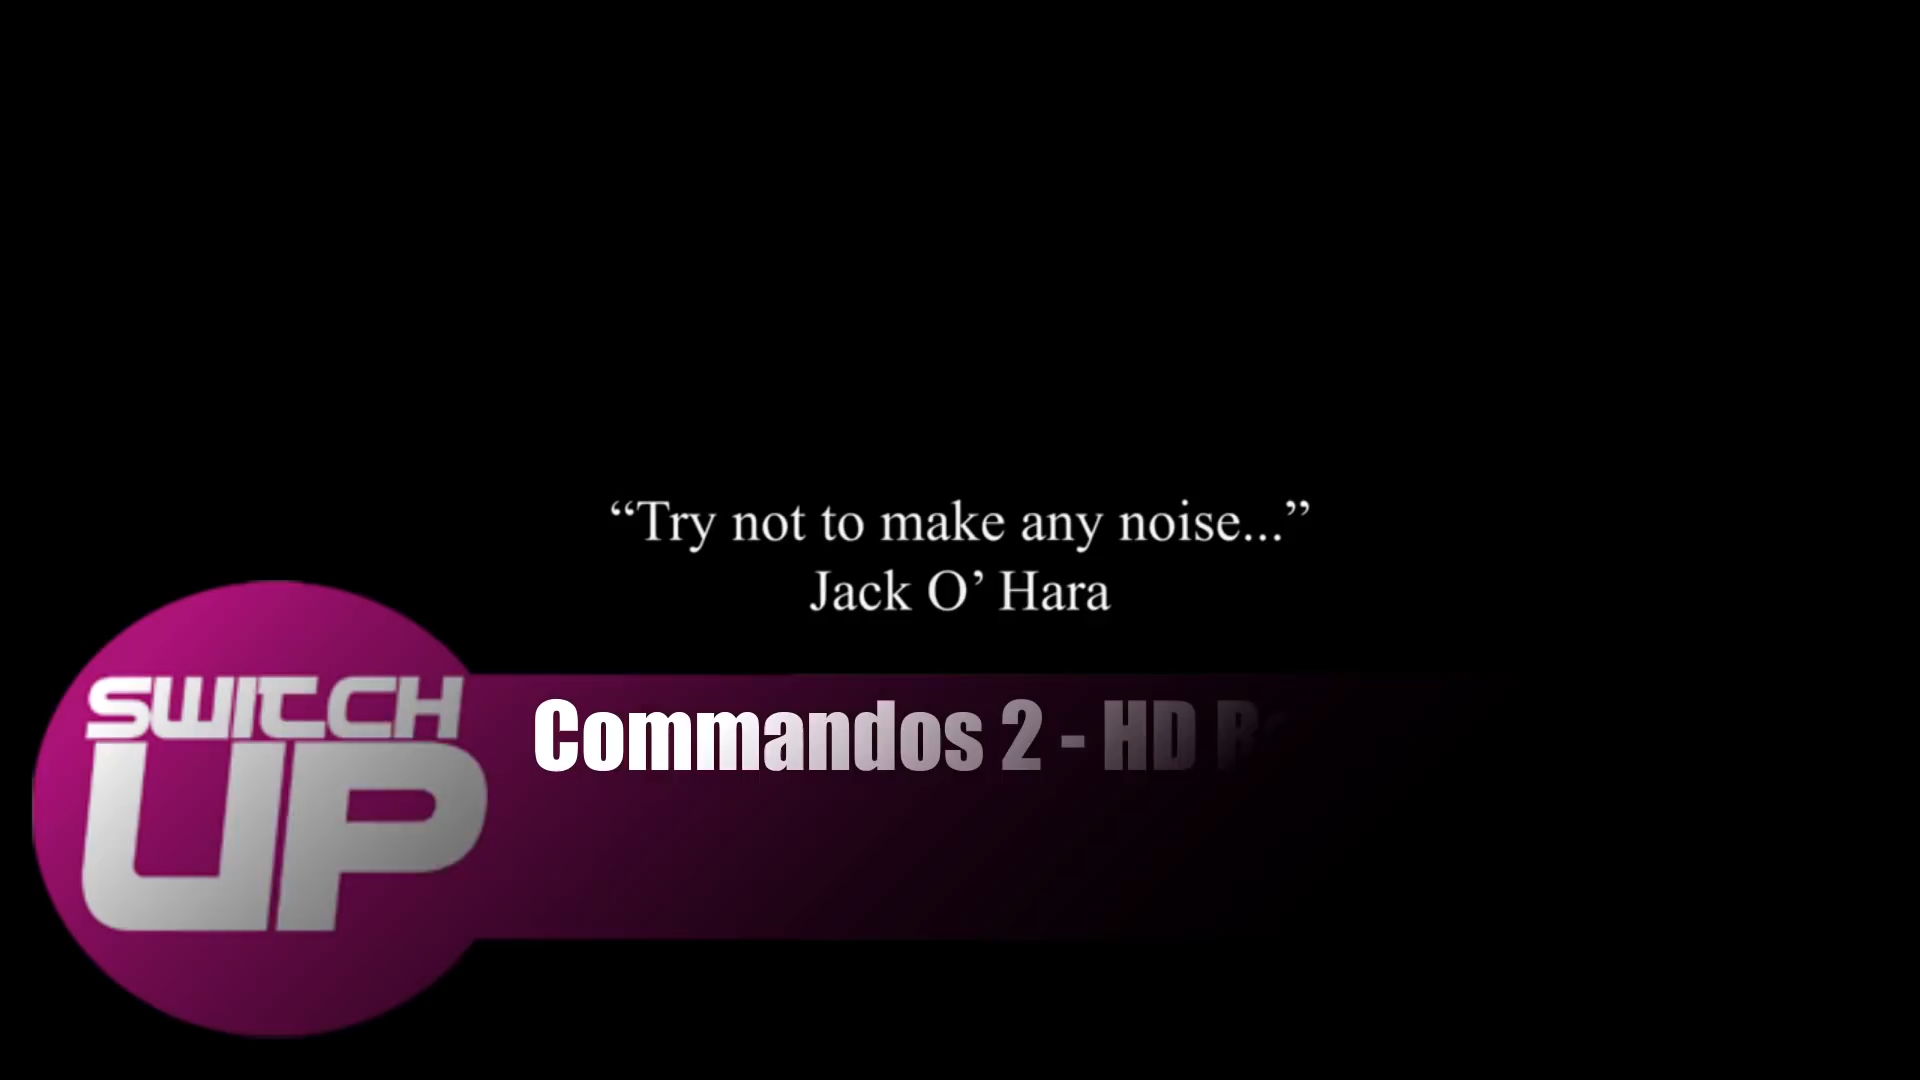 “Try not to make any noise...”
Jack O’ Hara
SWITCH
UP
Commandos 2 - HD